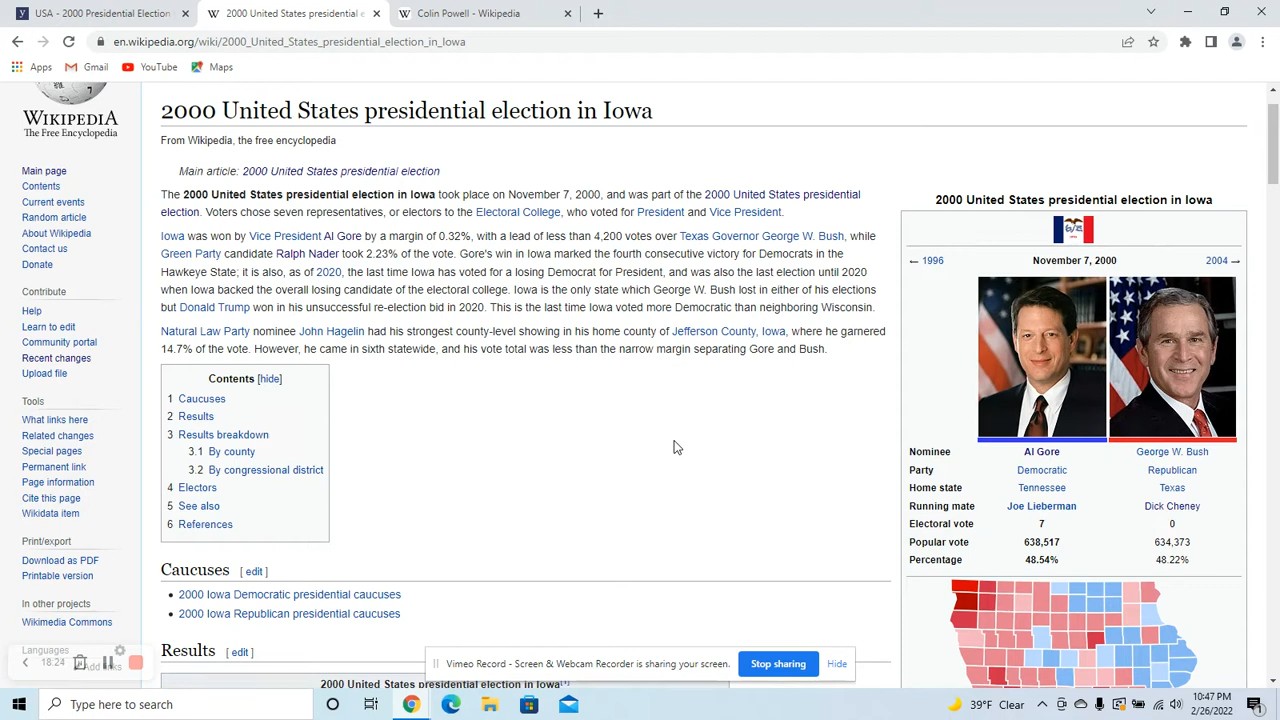 USA - 2000 Presidential Election
2000 United States presidential e
Colin Powell - Wikipedia
en.wikipedia.org/wiki/2000_United_States_presidential_election_in_Iowa
Apps
Gmail
YouTube
Maps
WIKIPEDIA
The Free Encyclopedia
Main page
Contents
Current events
Random article
About Wikipedia
Contact us
Donate
Contribute
Help
Learn to edit
Community portal
Recent changes
Upload file
Tools
What links here
Related changes
Special pages
Permanent link
Page information
Cite this page
Wikidata item
Print/export
Download as PDF
Printable version
In other projects
Wikimedia Commons
Languages
18:24
Add links
2000 United States presidential election in Iowa
From Wikipedia, the free encyclopedia
Main article: 2000 United States presidential election
The 2000 United States presidential election in Iowa took place on November 7, 2000, and was part of the 2000 United States presidential
election. Voters chose seven representatives, or electors to the Electoral College, who voted for President and Vice President.
Iowa was won by Vice President Al Gore by a margin of 0.32%, with a lead of less than 4,200 votes over Texas Governor George W. Bush, while
Green Party candidate Ralph Nader took 2.23% of the vote. Gore's win in Iowa marked the fourth consecutive victory for Democrats in the
Hawkeye State; it is also, as of 2020, the last time Iowa has voted for a losing Democrat for President, and was also the last election until 2020
when Iowa backed the overall losing candidate of the electoral college. Iowa is the only state which George W. Bush lost in either of his elections
but Donald Trump won in his unsuccessful re-election bid in 2020. This is the last time Iowa voted more Democratic than neighboring Wisconsin.
Natural Law Party nominee John Hagelin had his strongest county-level showing in his home county of Jefferson County, Iowa, where he garnered
14.7% of the vote. However, he came in sixth statewide, and his vote total was less than the narrow margin separating Gore and Bush.
Contents [hide]
1 Caucuses
2 Results
3 Results breakdown
3.1 By county
3.2 By congressional district
4 Electors
5 See also
6 References
Caucuses [ edit ]
• 2000 Iowa Democratic presidential caucuses
• 2000 Iowa Republican presidential caucuses
Results [ edit ]
2000 United States presidential election in Iowa[1]
2000 United States presidential election in Iowa
← 1996 November 7, 2000 2004 →
Nominee Al Gore George W. Bush
Party Democratic Republican
Home state Tennessee Texas
Running mate Joe Lieberman Dick Cheney
Electoral vote 7 0
Popular vote 638,517 634,373
Percentage 48.54% 48.22%
Vimeo Record - Screen & Webcam Recorder is sharing your screen. Stop sharing Hide
Type here to search
39°F Clear
10:47 PM
2/26/2022
1